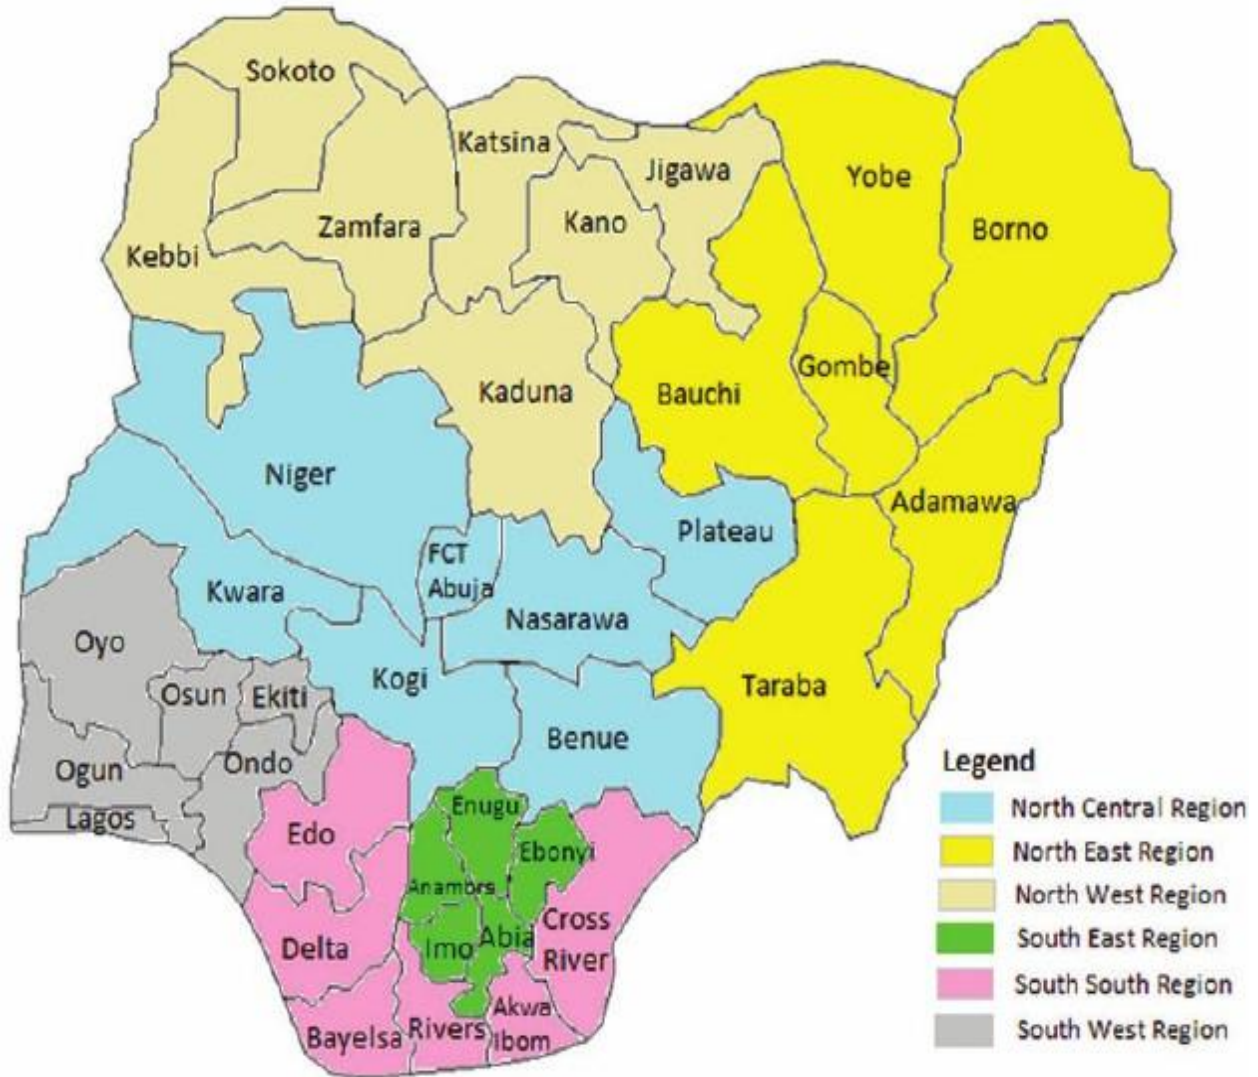 Sokoto
Katsina
Jigawa
Yobe
Kano
Zamfara
Borno
Kebbi
Gombe
Kaduna
Bauchi
Niger
Adamawa
Plateau
FCT
Abuja
Kwara
Nasarawa
Oyo
Kogi
Taraba
Osun
Ekiti
Benue
Ogun
Ondo
Lagos
Enugu
Edo
Ebonyi
Anambrs
Cross
River
Imo
Abia
Delta
Akwa
Ibom
Rivers
Bayelsa
Legend
North Central Region
North East Region
North West Region
South East Region
South South Region
South West Region